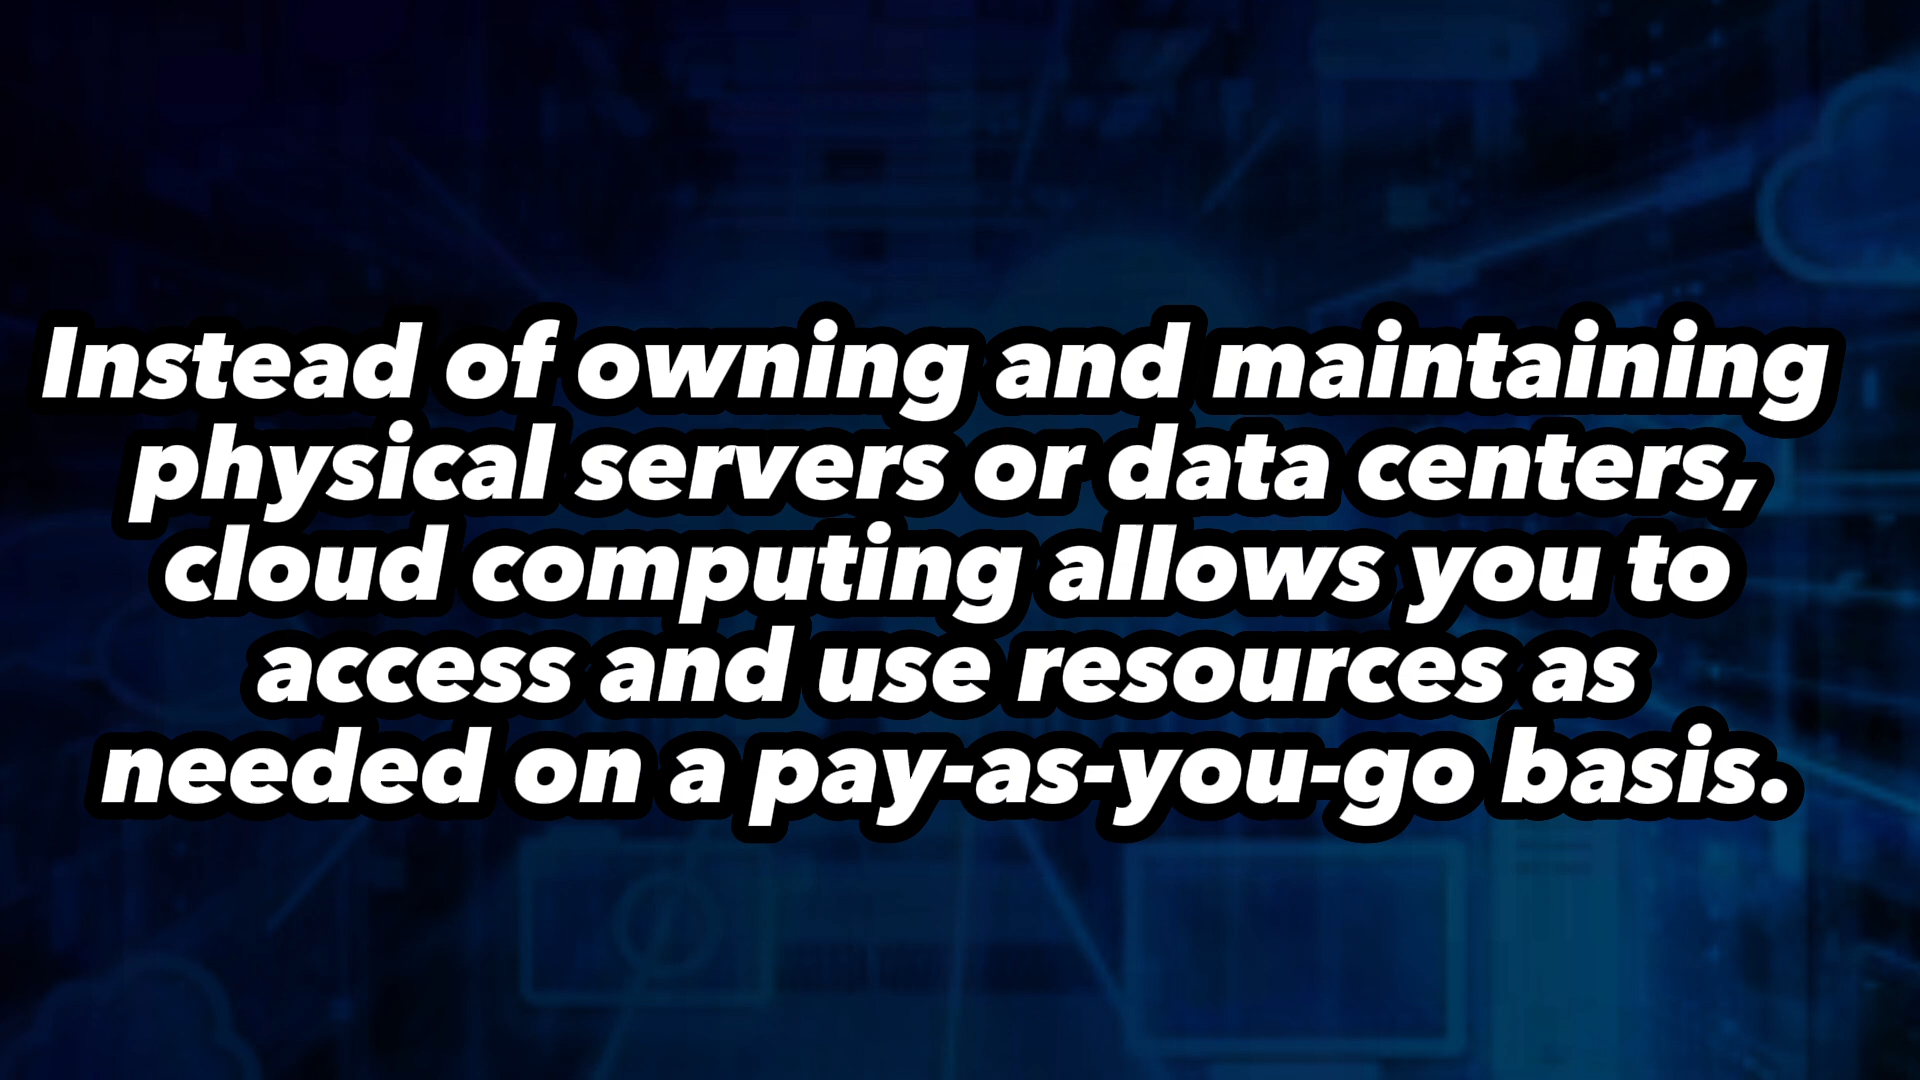 Instead of owning and maintaining
physical servers or data centers,
cloud computing allows you to
access and use resources as
needed on a pay-as-you-go basis.